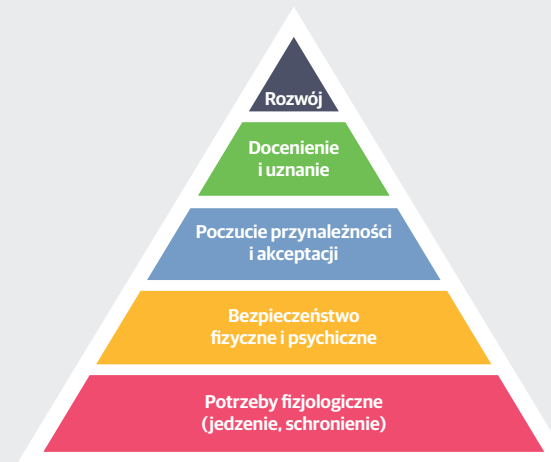 Rozwój
Docenienie
i uznanie
Poczucie przynależności
i akceptacji
Bezpieczeństwo
fizyczne i psychiczne
Potrzeby fizjologiczne
(jedzenie, schronienie)